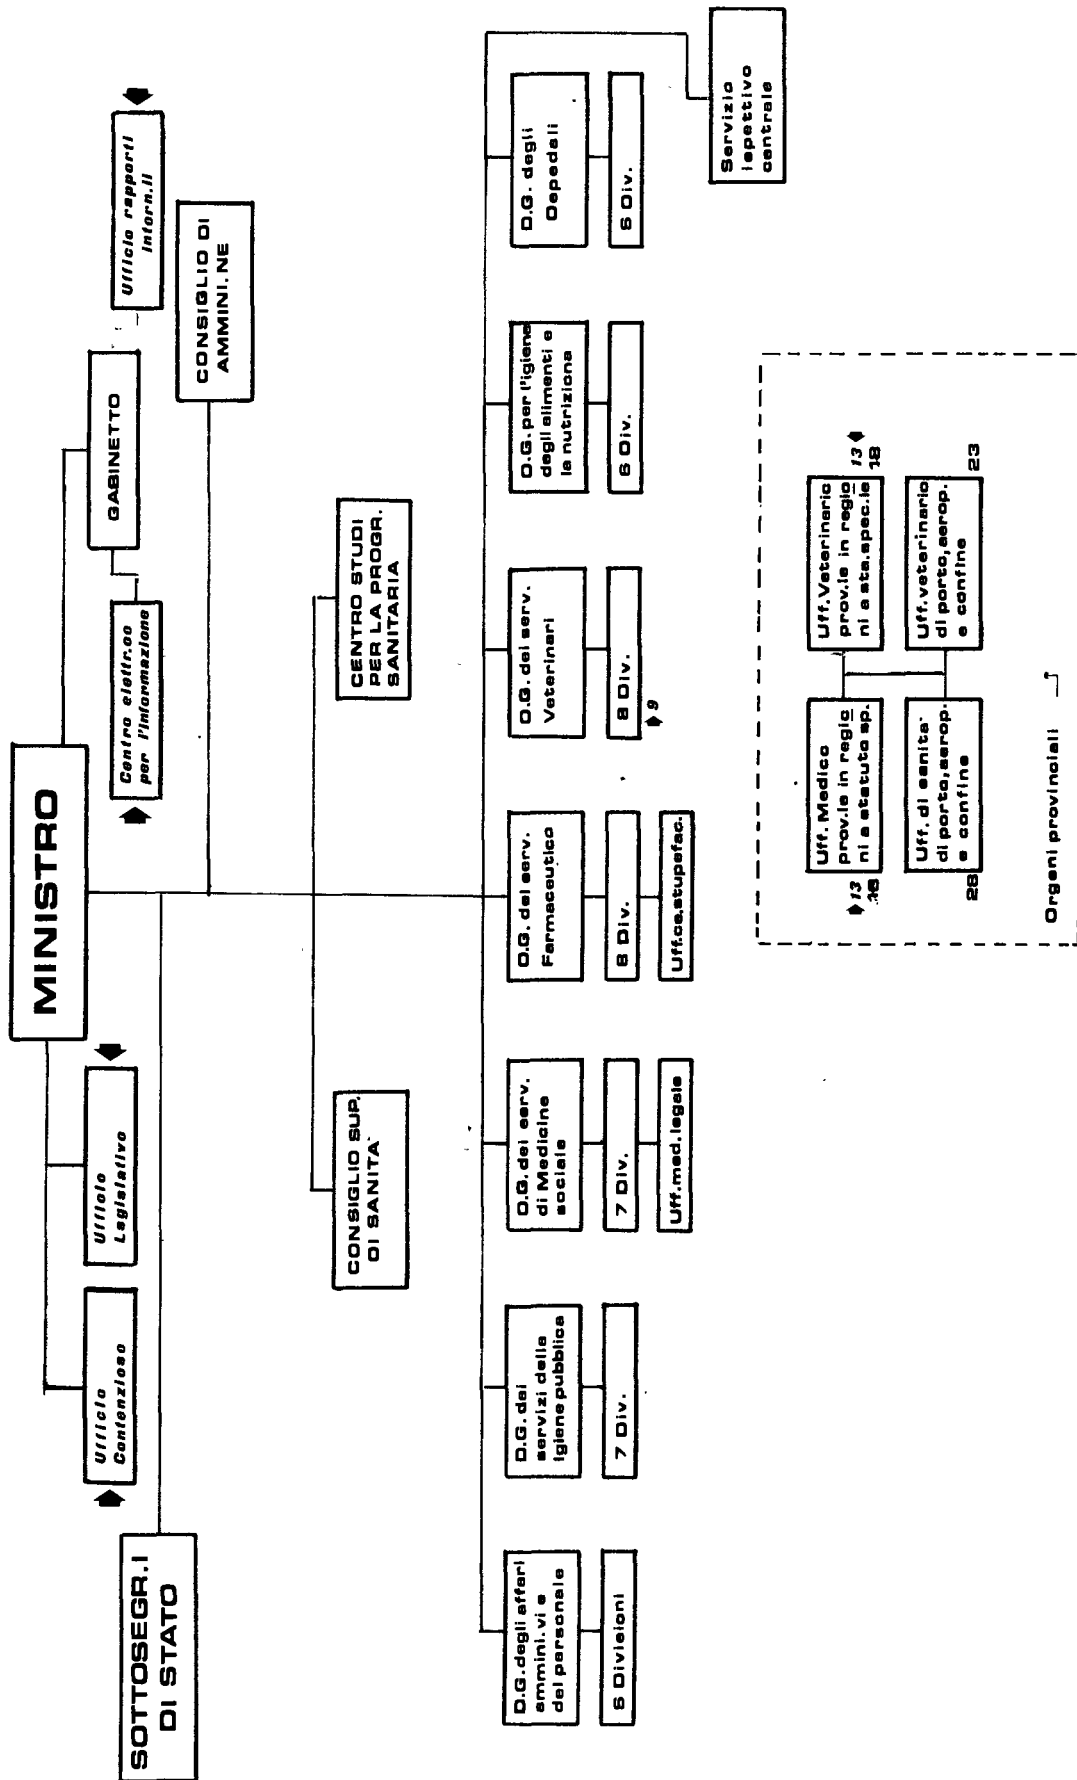 MINISTRO
Ufficio
Contenzioso
Ufficio
Legislativo
GABINETTO
Centro elettr.co
per l'Informazione
Ufficio rapporti
Intern.li
SOTTOSEGR.I
DI STATO
CONSIGLIO DI
AMMINI.NE
CONSIGLIO SUP.
DI SANITA'
CENTRO STUDI
PER LA PROGR.
SANITARIA
D.G. degli affari
ammini.vi e
del personale
D.G. dei
servizi della
igiene pubblica
7 Div.
D.G. dei serv.
di Medicina
sociale
7 Div.
Uff.med.legale
D.G. dei serv.
Farmaceutico
8 Div.
Uff.ce.stupefac.
D.G. dei serv.
Veterinari
8 Div.
9
D.G. per l'igiene
degli alimenti e
la nutrizione
6 Div.
D.G. degli
Ospedali
Servizio
Ispettivo
centrale
Uff. Medico
prov.le in regio
ni a statuto sp.
13
Uff. Veterinario
prov.le in regio
ni a sta.spec.le
13
18
Uff. di sanita'
di porto,aerop.
e confine
28
Uff.veterinario
di porto,aerop.
e confine
23
Organi provinciali